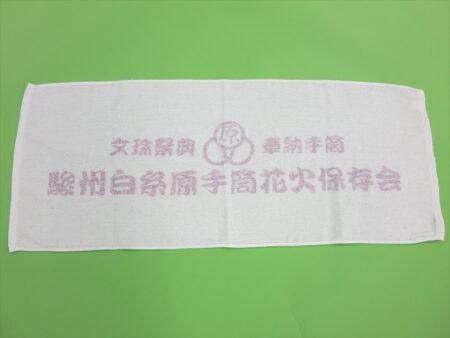 文珠祭典 原 奉納手筒
駿州白糸原手筒花火保存会